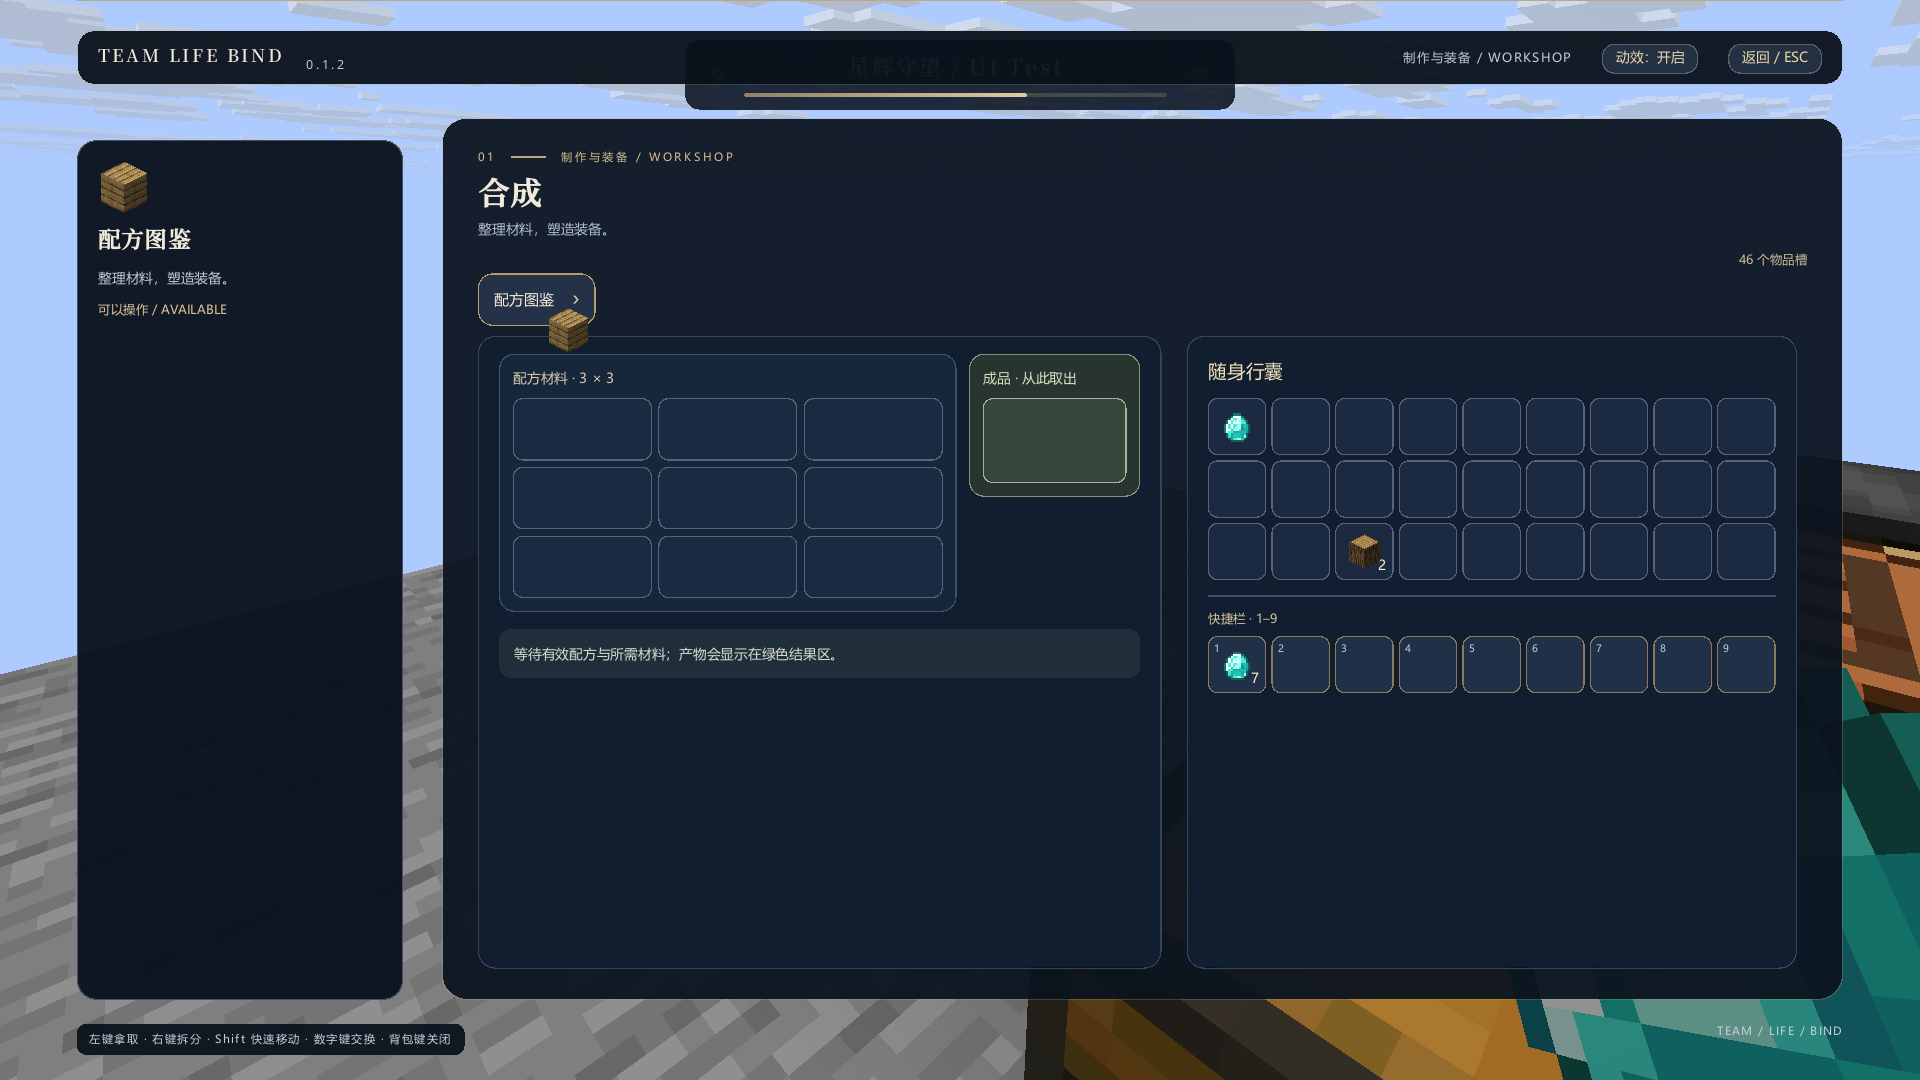 TEAM LIFE BIND 0.1.2
星辉守望 / UI Test
制作与装备 / WORKSHOP
动效：开启
返回 / ESC
配方图鉴
整理材料，塑造装备。
可以操作 / AVAILABLE
01 制作与装备 / WORKSHOP
合成
整理材料，塑造装备。
46 个物品槽
配方图鉴 ›
配方材料 · 3 × 3
成品 · 从此取出
等待有效配方与所需材料；产物会显示在绿色结果区。
随身行囊
2
快捷栏 · 1–9
1 2 3 4 5 6 7 8 9
7
左键拿取 · 右键拆分 · Shift 快速移动 · 数字键交换 · 背包键关闭
TEAM / LIFE / BIND